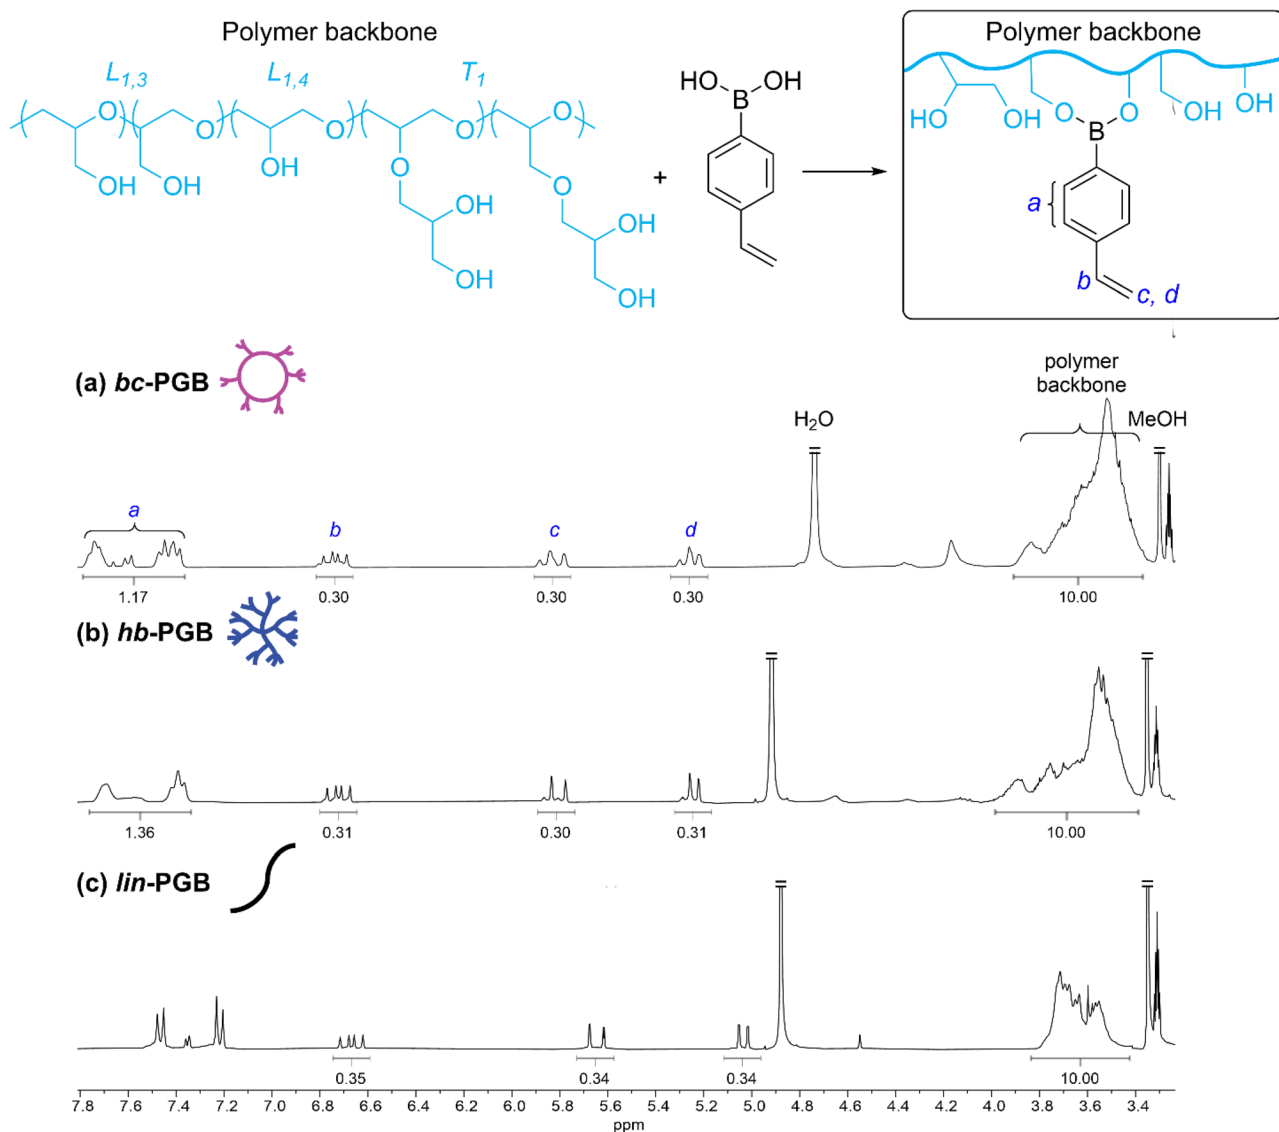 Polymer backbone
L1,3
L1,4
T1
O
O
O
O
O
OH
OH
OH
O
O
OH
OH
OH
OH
+
HO
OH
B
Polymer backbone
HO
OH
O
O
OH
OH
B
a
b
c, d
(a) bc-PGB
a
b
c
d
H2O
polymer
backbone
MeOH
1.17
0.30
0.30
0.30
10.00
(b) hb-PGB
1.36
0.31
0.30
0.31
10.00
(c) lin-PGB
0.35
0.34
0.34
10.00
7.8 7.6 7.4 7.2 7.0 6.8 6.6 6.4 6.2 6.0 5.8 5.6 5.4 5.2 5.0 4.8 4.6 4.4 4.2 4.0 3.8 3.6 3.4
ppm